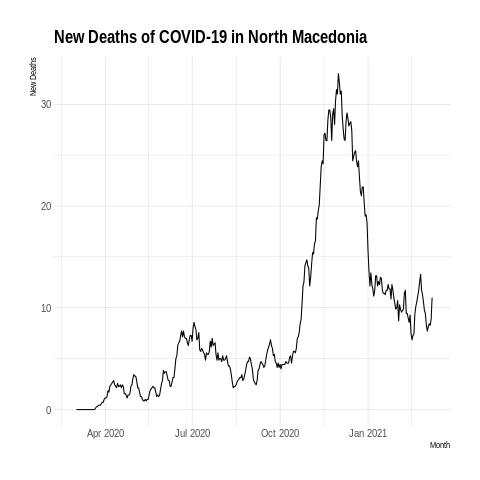 New Deaths of COVID-19 in North Macedonia
New Deaths
30
20
10
0
Apr 2020 Jul 2020 Oct 2020 Jan 2021
Month